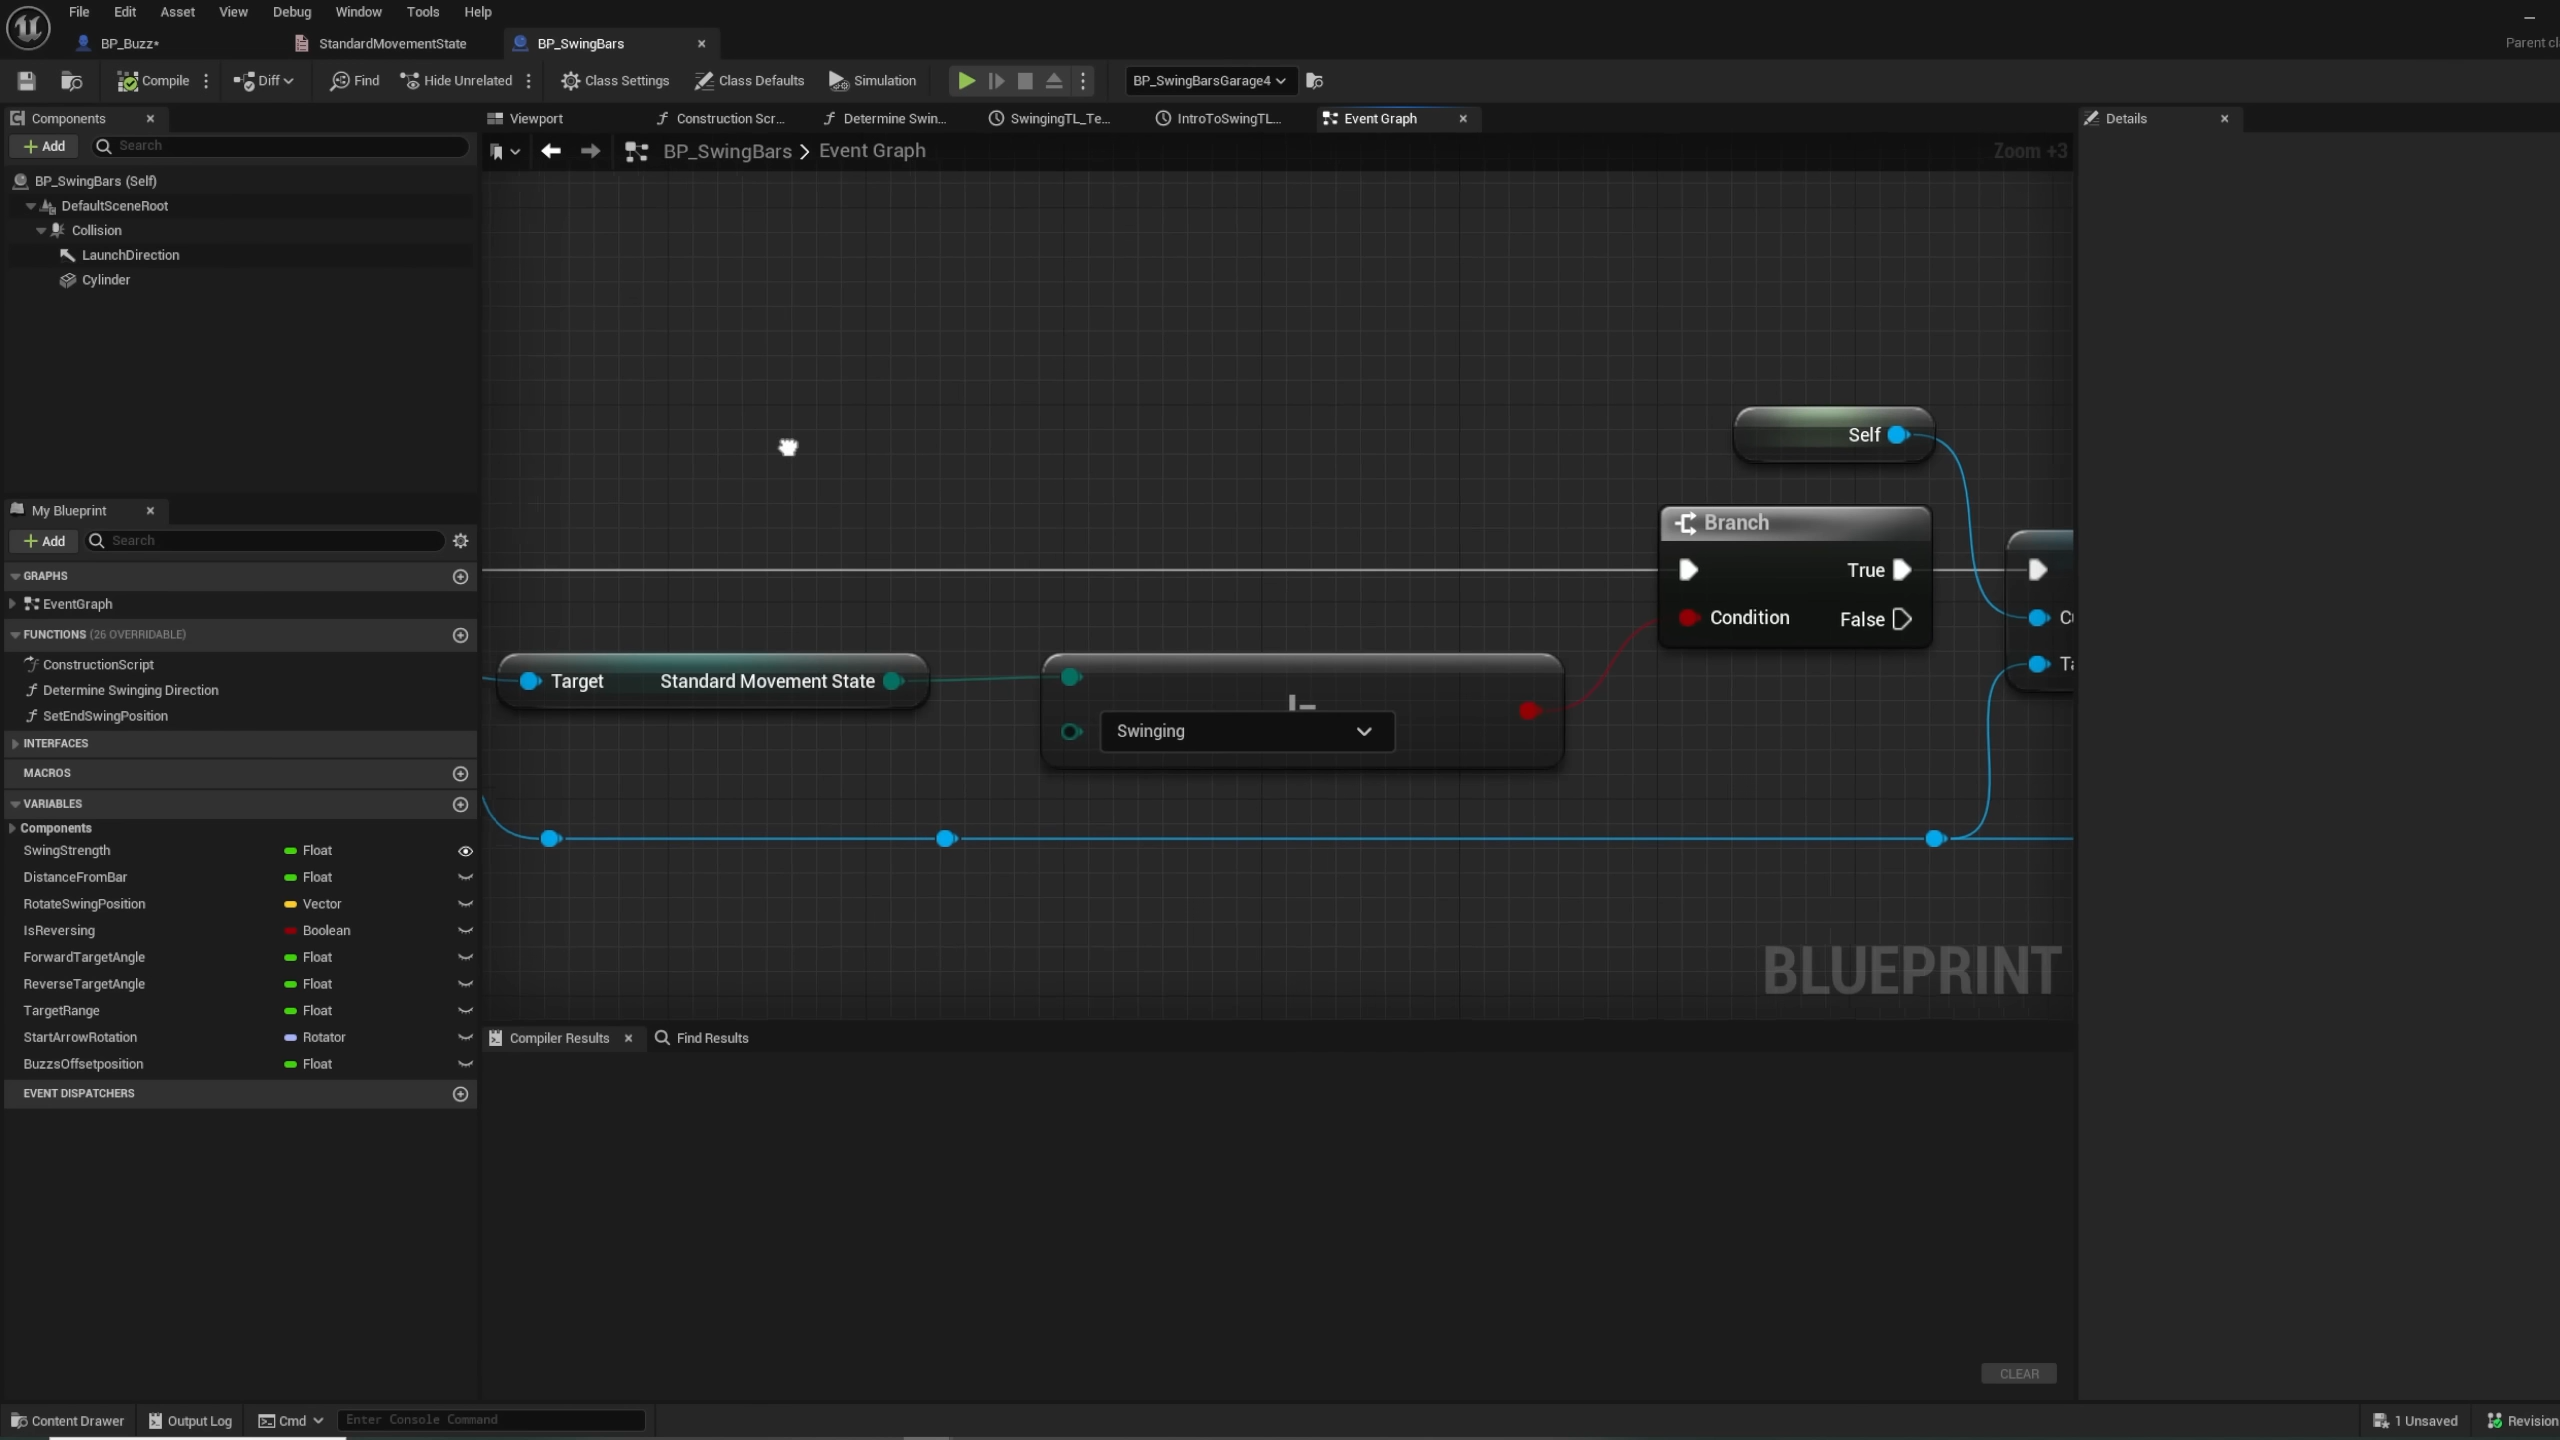 File Edit Asset View Debug Window Tools Help
BP_Buzz*
StandardMovementState
BP_SwingBars
Parent cl
Compile
Diff
Find
Hide Unrelated
Class Settings
Class Defaults
Simulation
BP_SwingBarsGarage4
Components
Add
Search
BP_SwingBars (Self)
DefaultSceneRoot
Collision
LaunchDirection
Cylinder
Viewport
Construction Scr...
Determine Swin...
SwingingTL_Te...
IntroToSwingTL...
Event Graph
BP_SwingBars > Event Graph
Zoom +3
Self
Branch
True
Condition
False
Target
Standard Movement State
Swinging
BLUEPRINT
My Blueprint
Add
Search
GRAPHS
EventGraph
FUNCTIONS (26 OVERRIDABLE)
ConstructionScript
Determine Swinging Direction
SetEndSwingPosition
INTERFACES
MACROS
VARIABLES
Components
SwingStrength Float
DistanceFromBar Float
RotateSwingPosition Vector
IsReversing Boolean
ForwardTargetAngle Float
ReverseTargetAngle Float
TargetRange Float
StartArrowRotation Rotator
BuzzsOffsetposition Float
EVENT DISPATCHERS
Compiler Results
Find Results
CLEAR
Details
Content Drawer
Output Log
Cmd
Enter Console Command
1 Unsaved
Revision